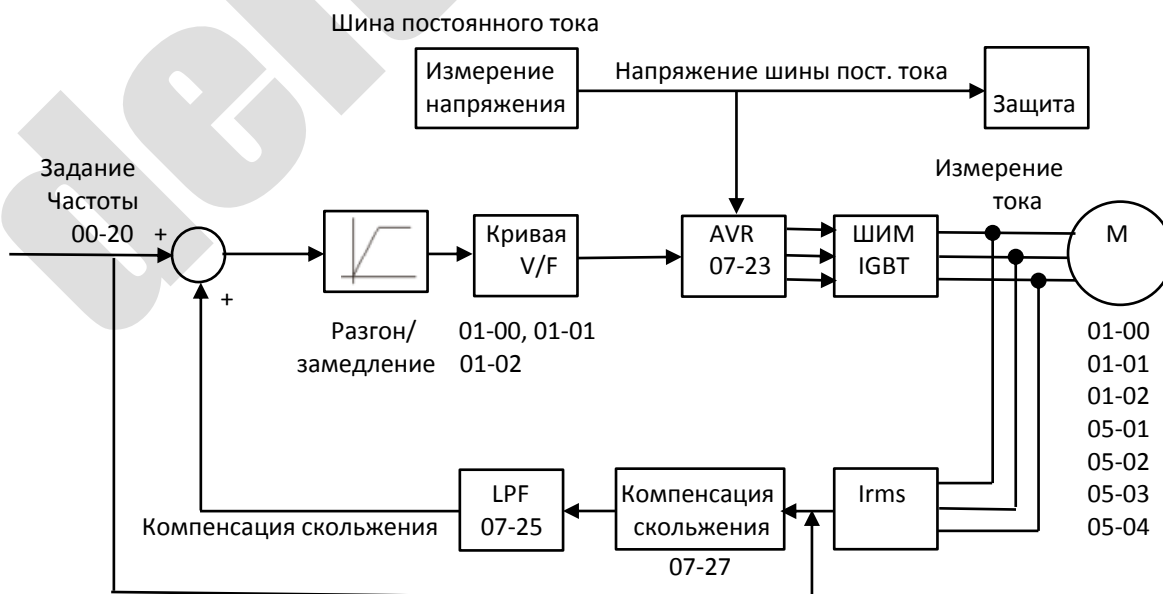 Шина постоянного тока
Измерение
напряжения
Напряжение шины пост. тока
Защита
Задание
Частоты
00-20
+
+
Разгон/
замедление
Кривая
V/F
01-00, 01-01
01-02
AVR
07-23
ШИМ
IGBT
Измерение
тока
M
01-00
01-01
01-02
05-01
05-02
05-03
05-04
Компенсация скольжения
LPF
07-25
Компенсация
скольжения
07-27
Irms